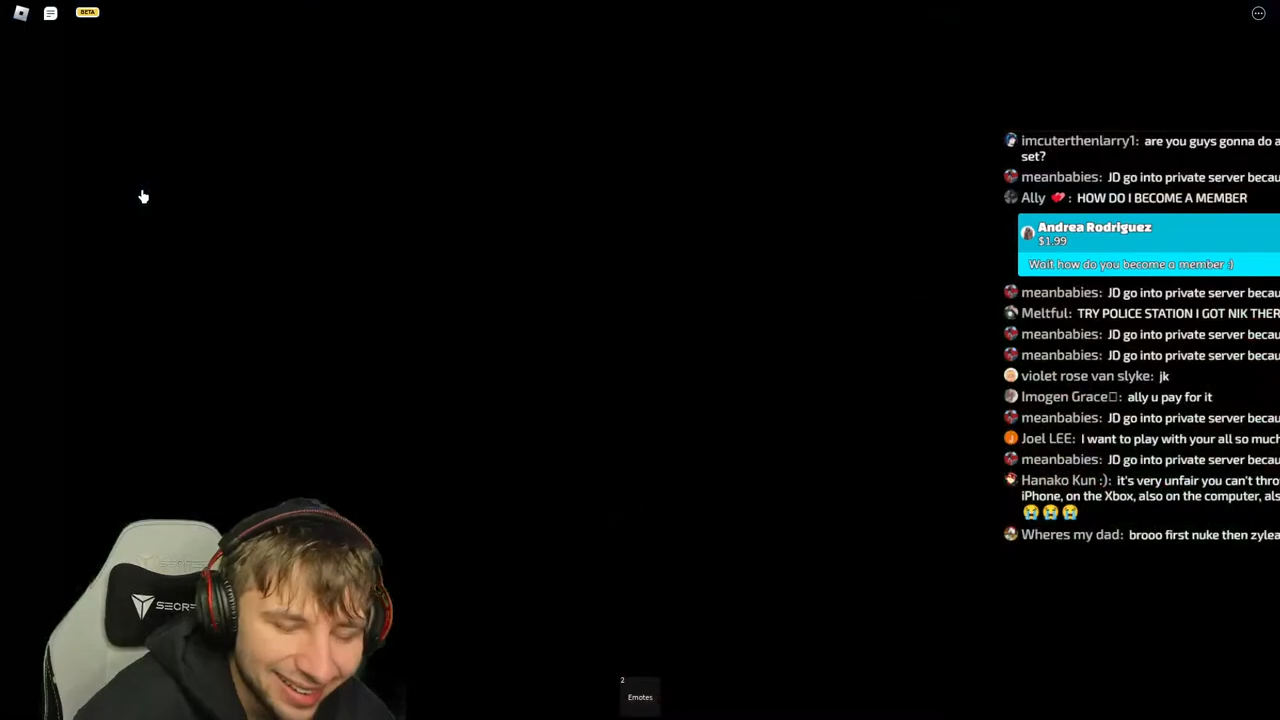 BETA
imcuterthenlarry1: are you guys gonna do a
set?
meanbabies: JD go into private server becau
Ally 💔 : HOW DO I BECOME A MEMBER
Andrea Rodriguez
$1.99
Wait how do you become a member :)
meanbabies: JD go into private server becau
Meltful: TRY POLICE STATION I GOT NIK THER
meanbabies: JD go into private server becau
meanbabies: JD go into private server becau
violet rose van slyke: jk
Imogen Grace□: ally u pay for it
meanbabies: JD go into private server becau
Joel LEE: I want to play with your all so much
meanbabies: JD go into private server becau
Hanako Kun :): it's very unfair you can't thro
iPhone, on the Xbox, also on the computer, als
😭😭😭
Wheres my dad: brooo first nuke then zylea
SECRE
2
Emotes